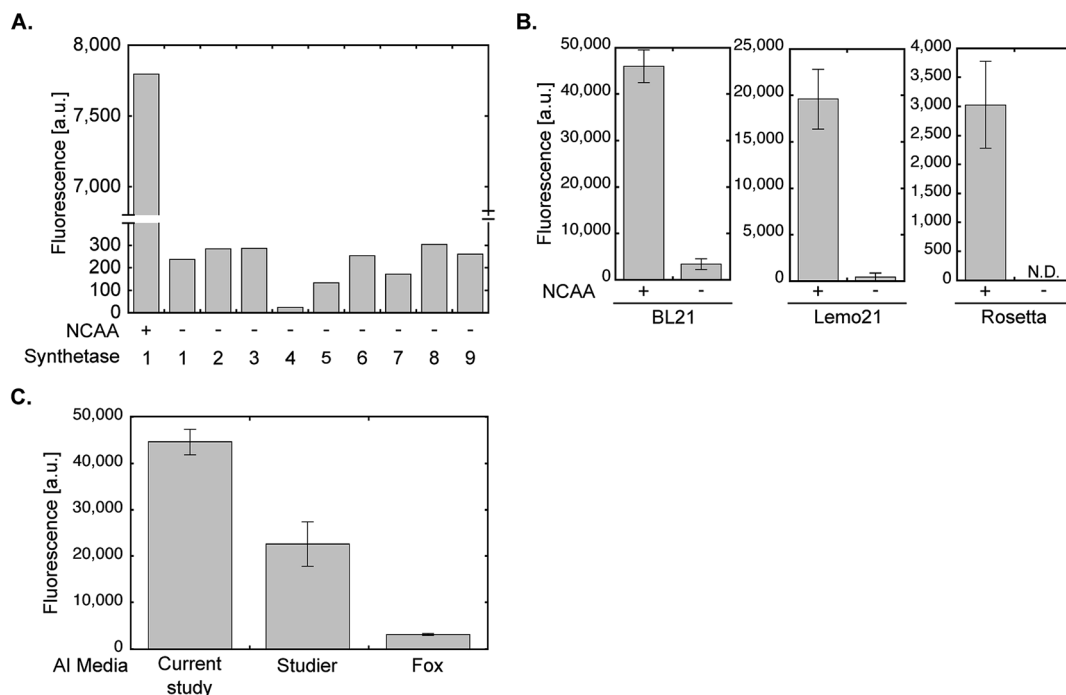 A.
8,000
7,500
7,000
300
200
100
0
Fluorescence [a.u.]
NCAA + - - - - - - - - -
Synthetase 1 1 2 3 4 5 6 7 8 9
B.
50,000
40,000
30,000
20,000
10,000
0
Fluorescence [a.u.]
25,000
20,000
15,000
10,000
5,000
0
4,000
3,500
3,000
2,500
2,000
1,500
1,000
500
0
N.D.
NCAA + - + - + -
BL21 Lemo21 Rosetta
C.
50,000
40,000
30,000
20,000
10,000
0
Fluorescence [a.u.]
AI Media Current study Studier Fox